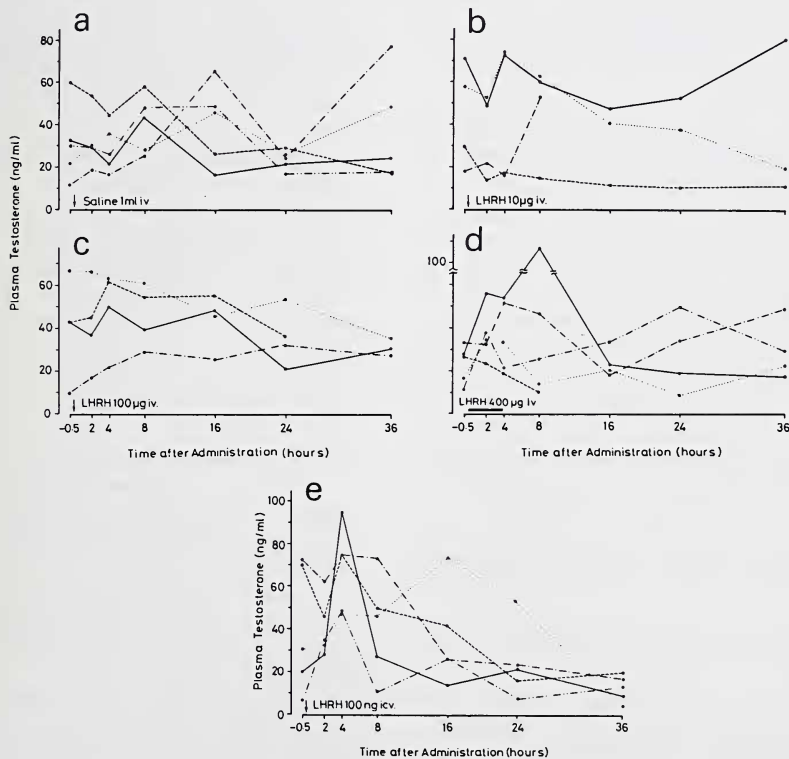 a
b
80
60
40
20
0
Saline 1ml iv.
LHRH 10µg iv.
Plasma Testosterone (ng/ml)
c
d
60
40
20
0
100
LHRH 100µg iv.
LHRH 400µg iv
-0.5 2 4 8 16 24 36
-0.5 2 4 8 16 24 36
Time after Administration (hours)
Time after Administration (hours)
e
100
80
60
40
20
0
Plasma Testosterone (ng/ml)
LHRH 100 ng icv.
-0.5 2 4 8 16 24 36
Time after Administration (hours)